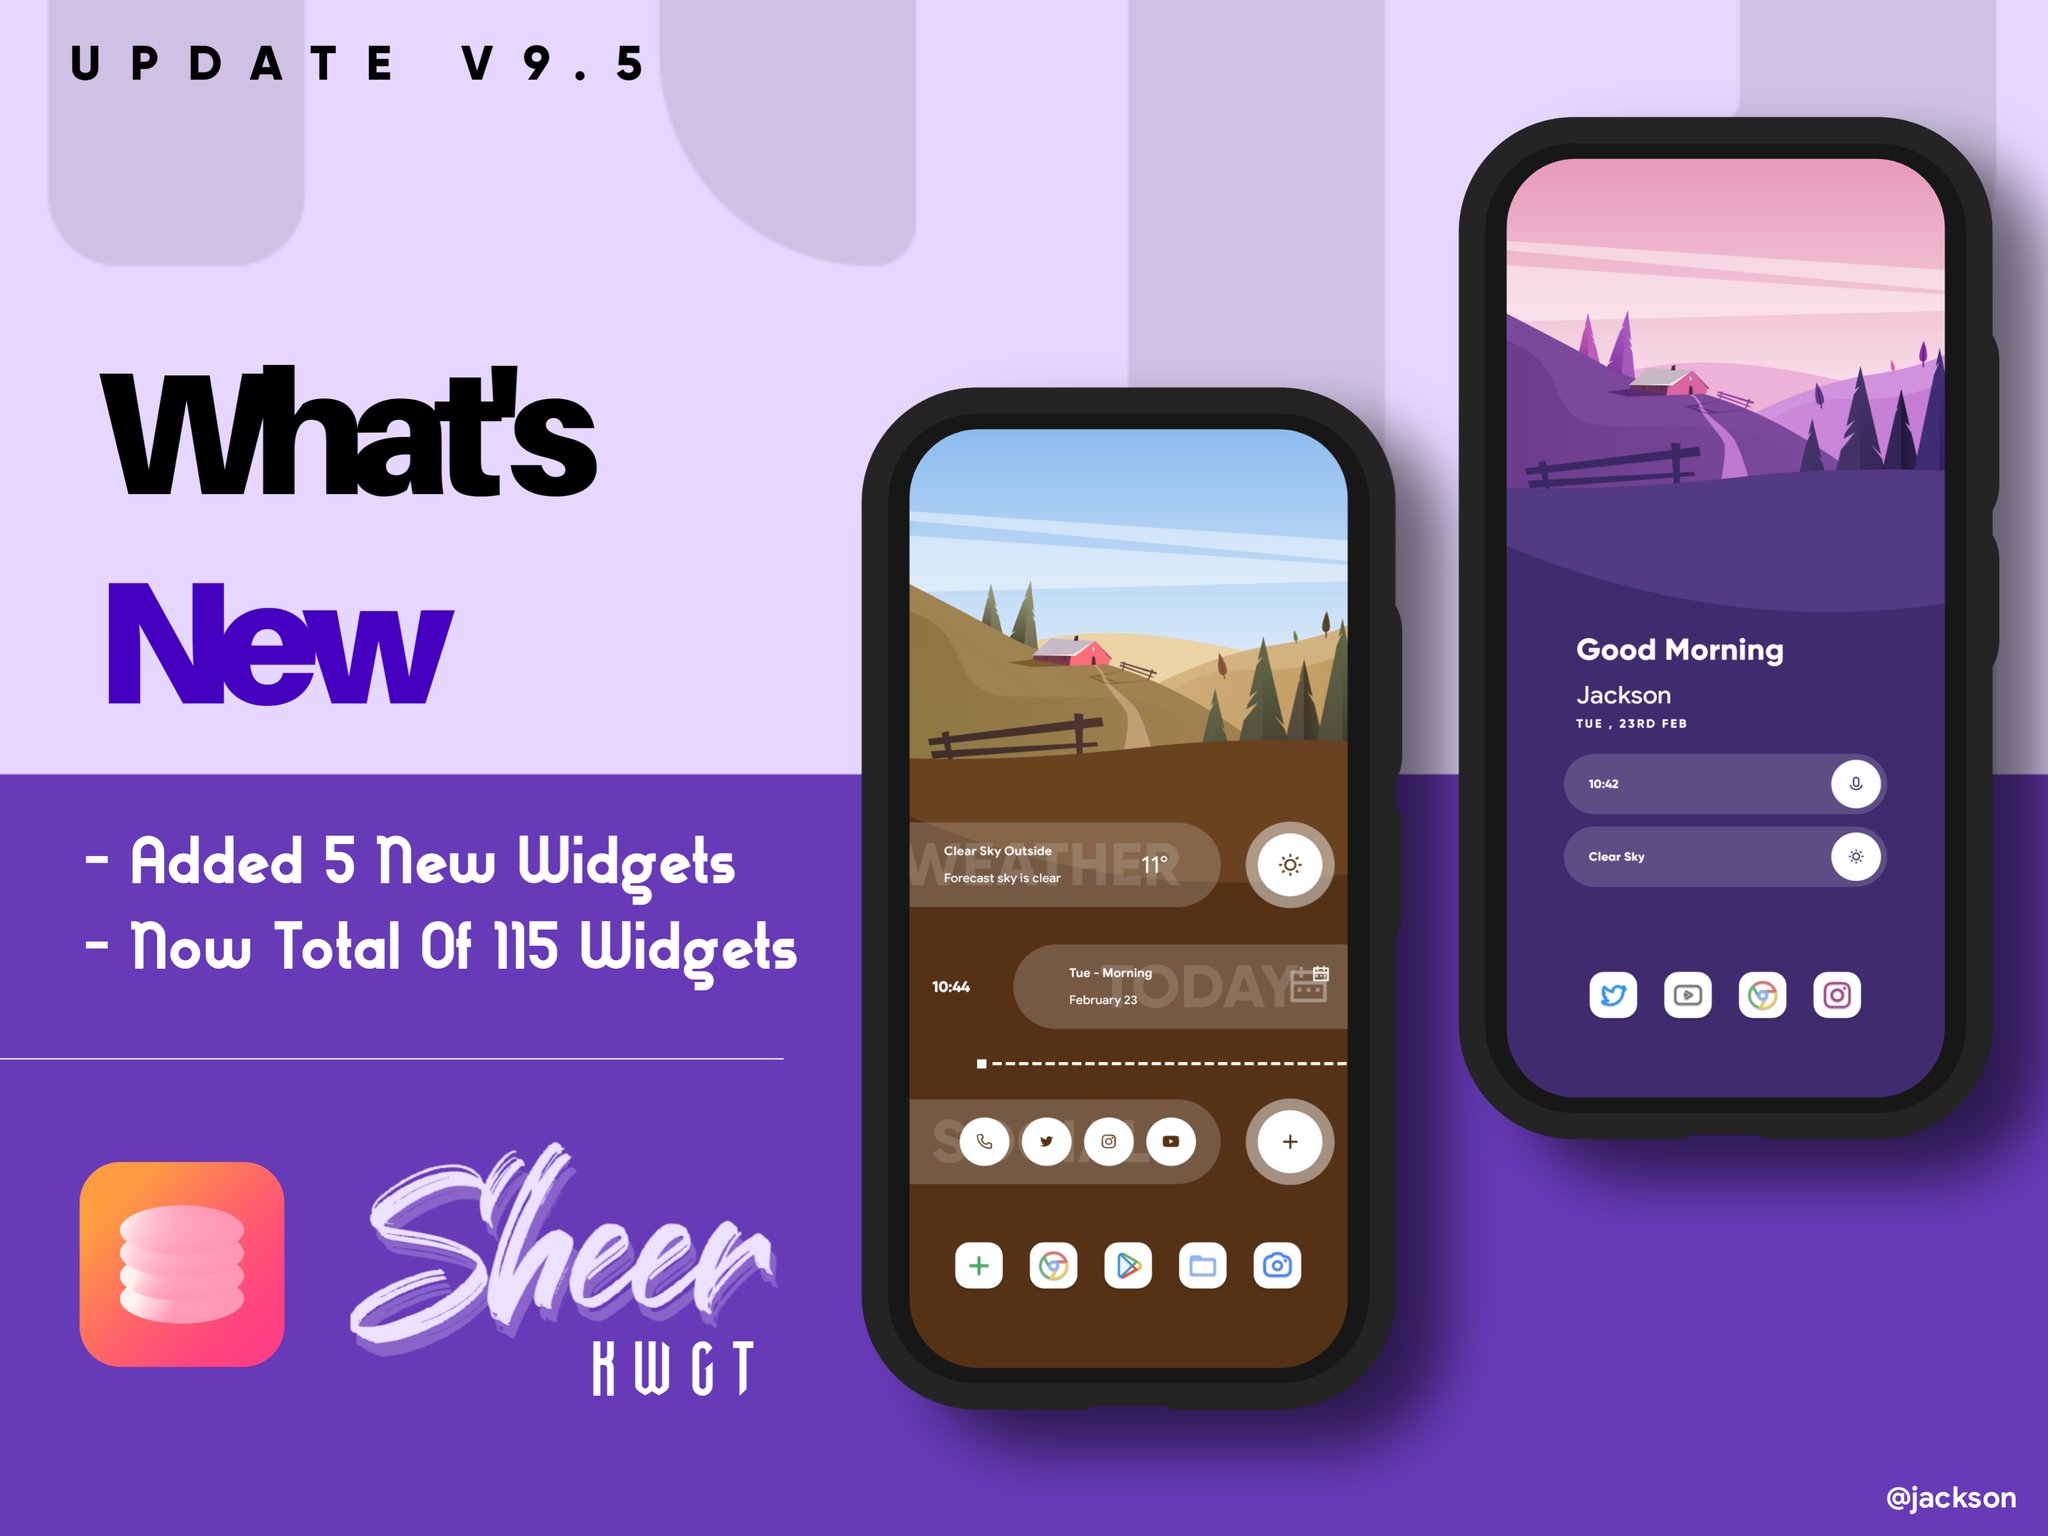 UPDATE V9.5
What's
New
- Added 5 New Widgets
- Now Total Of 115 Widgets
Sheer
KWGT
WEATHER
Clear Sky Outside
Forecast sky is clear
11°
10:44
TODAY
Tue - Morning
February 23
SOCIAL
Good Morning
Jackson
TUE , 23RD FEB
10:42
Clear Sky
@jackson